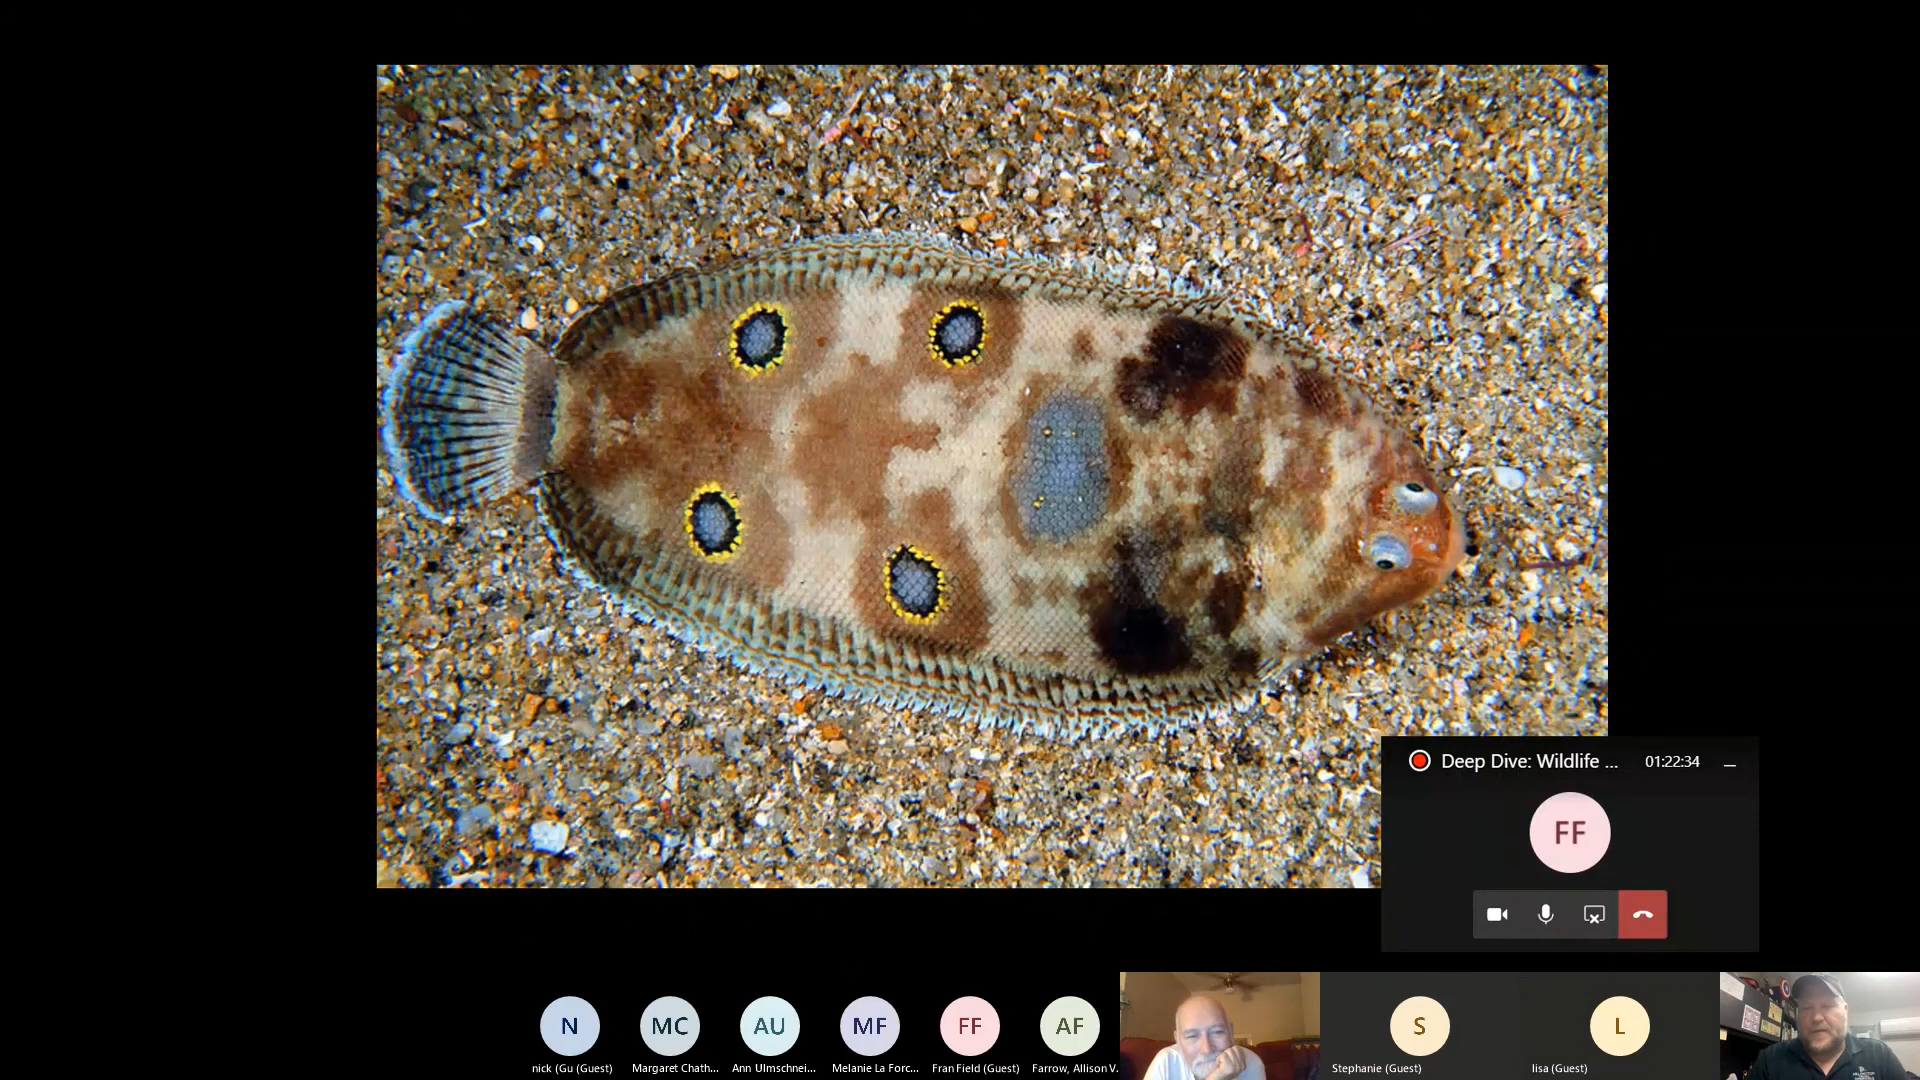 Deep Dive: Wildlife ... 01:22:34
FF
N
MC
AU
MF
FF
AF
S
L
nick (Gu (Guest)
Margaret Chath...
Ann Ulmschnei...
Melanie La Forc...
Fran Field (Guest)
Farrow, Allison V.
Stephanie (Guest)
lisa (Guest)